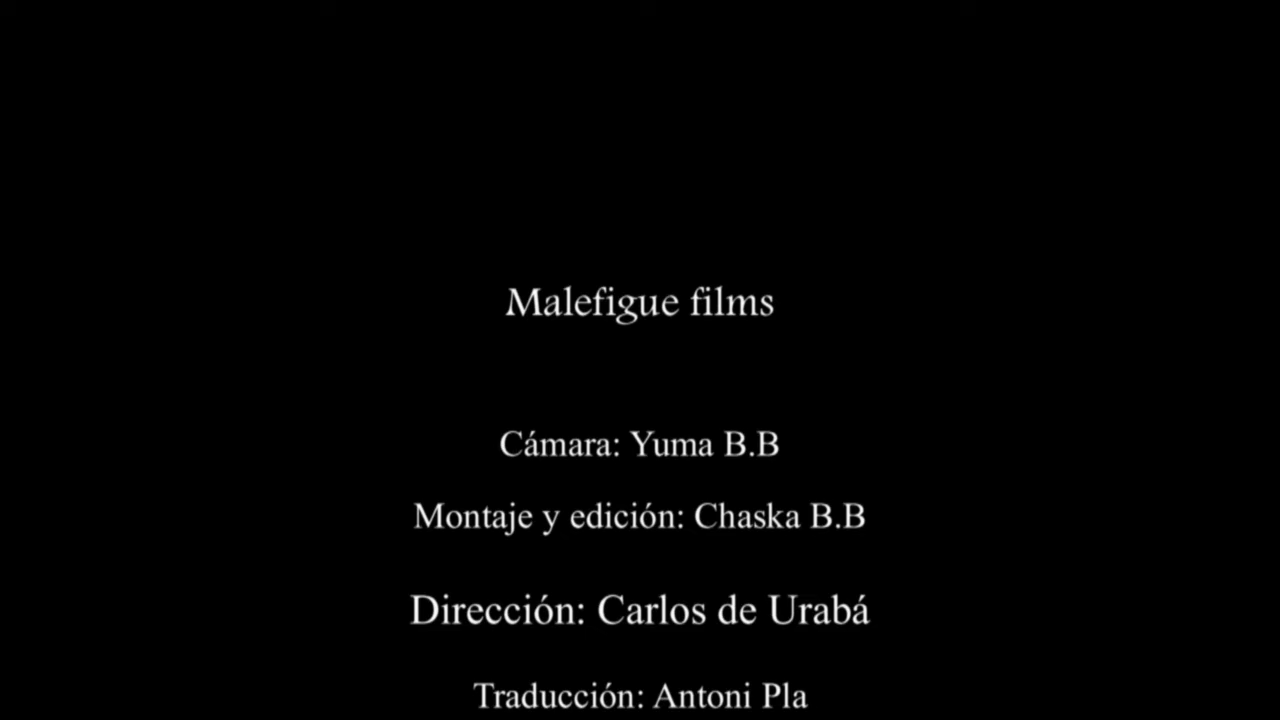 Malefigue films
Cámara: Yuma B.B
Montaje y edición: Chaska B.B
Dirección: Carlos de Urabá
Traducción: Antoni Pla